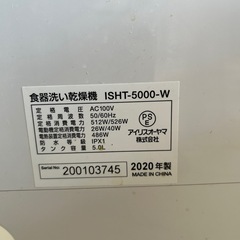 食器洗い乾燥機 ISHT-5000-W
定格電圧 AC100V
定格周波数 50/60Hz
定格消費電力 512W/526W
電動機定格消費電力 26W/40W
電熱装置定格消費電力 486W
防水等級 IPX1
タンク容量 5.0L
PS
E
アイリスオーヤマ
株式会社
Serial No. 200103745
2020年製
MADE IN CHINA